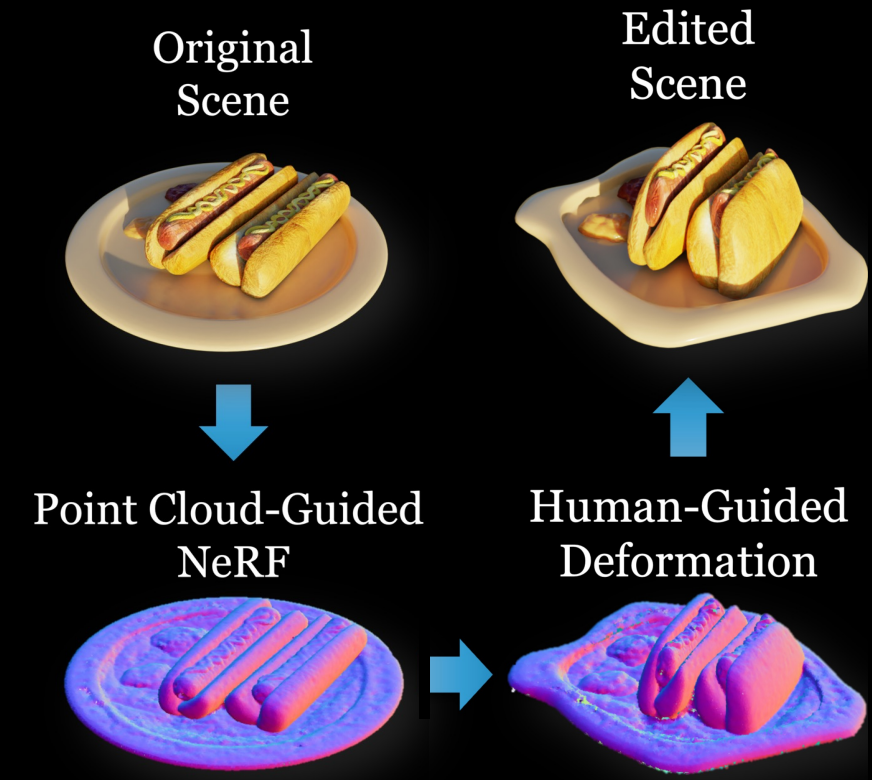 Original
Scene
Edited
Scene
Point Cloud-Guided
NeRF
Human-Guided
Deformation